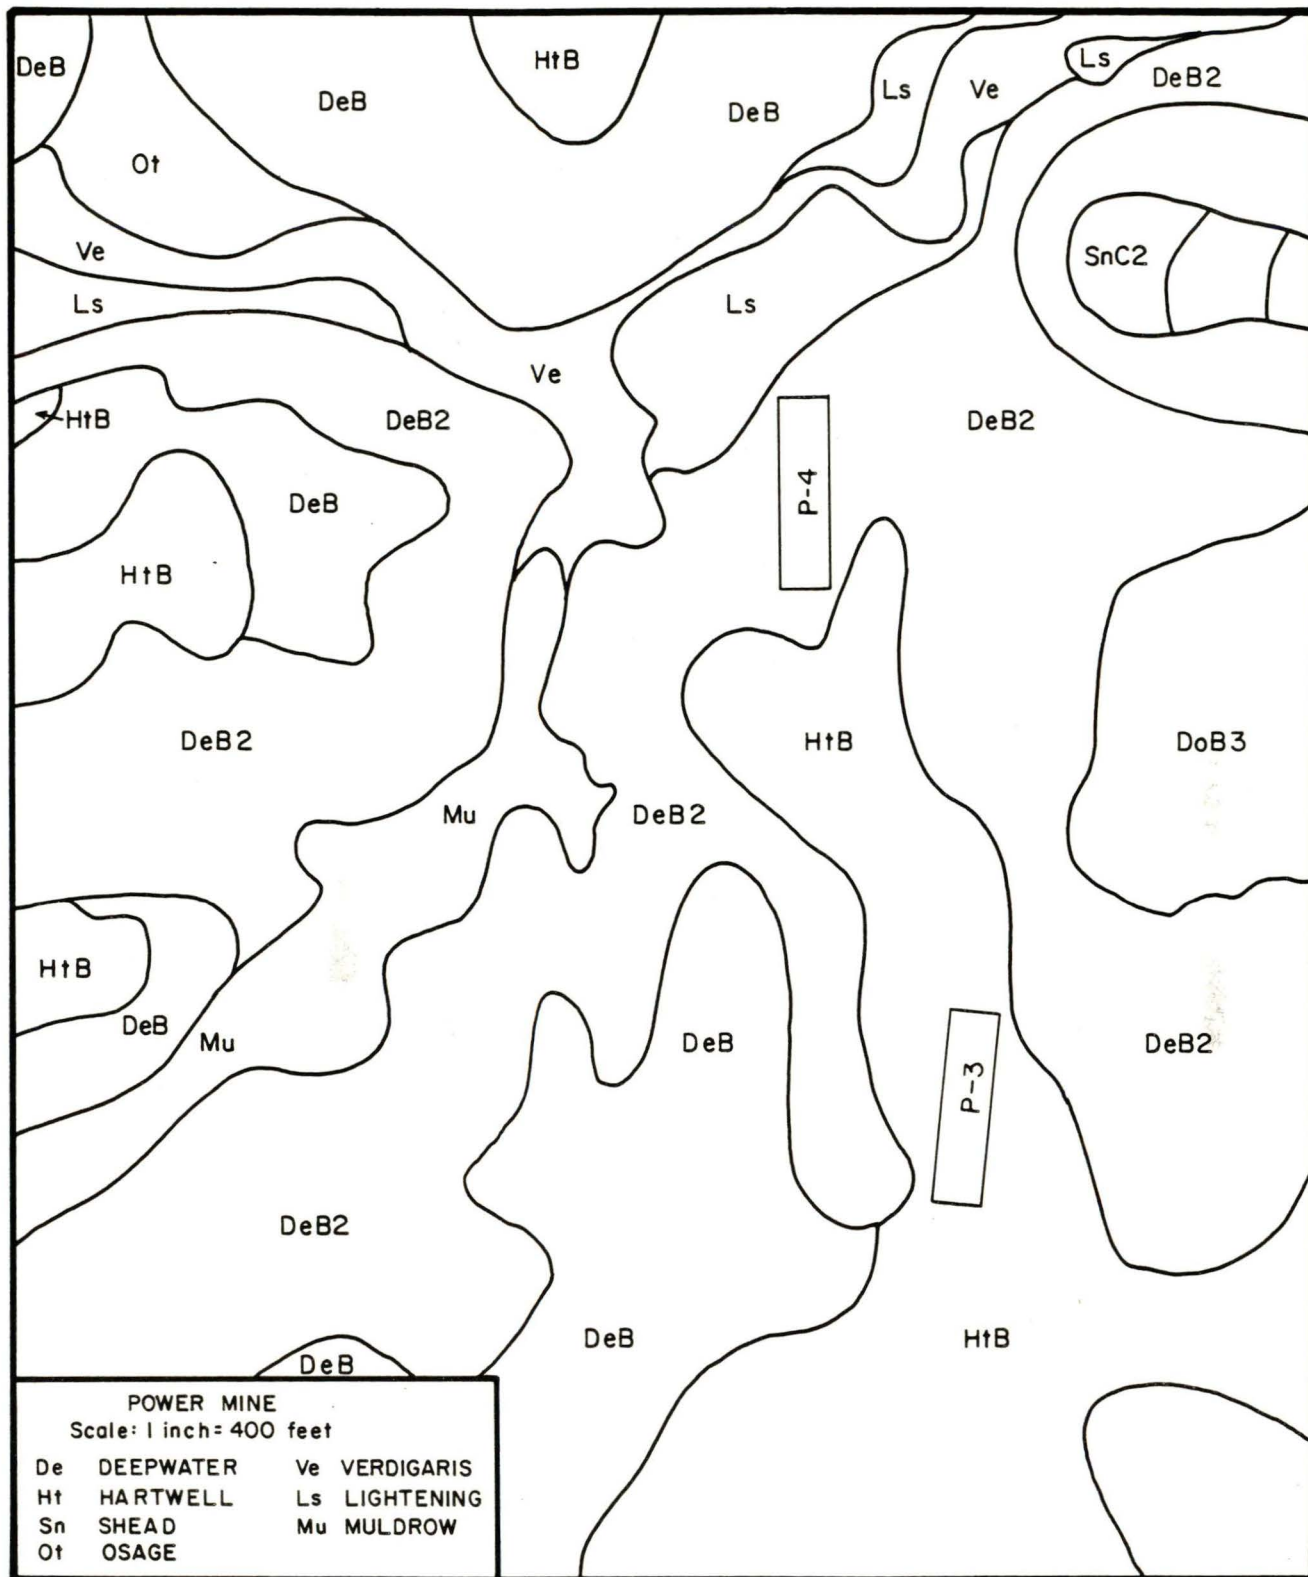 DeB
DeB
HtB
DeB
Ls
Ve
Ls
DeB2
Ot
Ve
Ls
Ls
SnC2
Ve
HtB
DeB2
DeB2
DeB
P-4
HtB
DeB2
HtB
DoB3
Mu
DeB2
HtB
DeB
Mu
DeB
P-3
DeB2
DeB2
DeB
HtB
DeB
POWER MINE
Scale: 1 inch = 400 feet
De DEEPWATER Ve VERDIGARIS
Ht HARTWELL Ls LIGHTENING
Sn SHEAD Mu MULDROW
Ot OSAGE